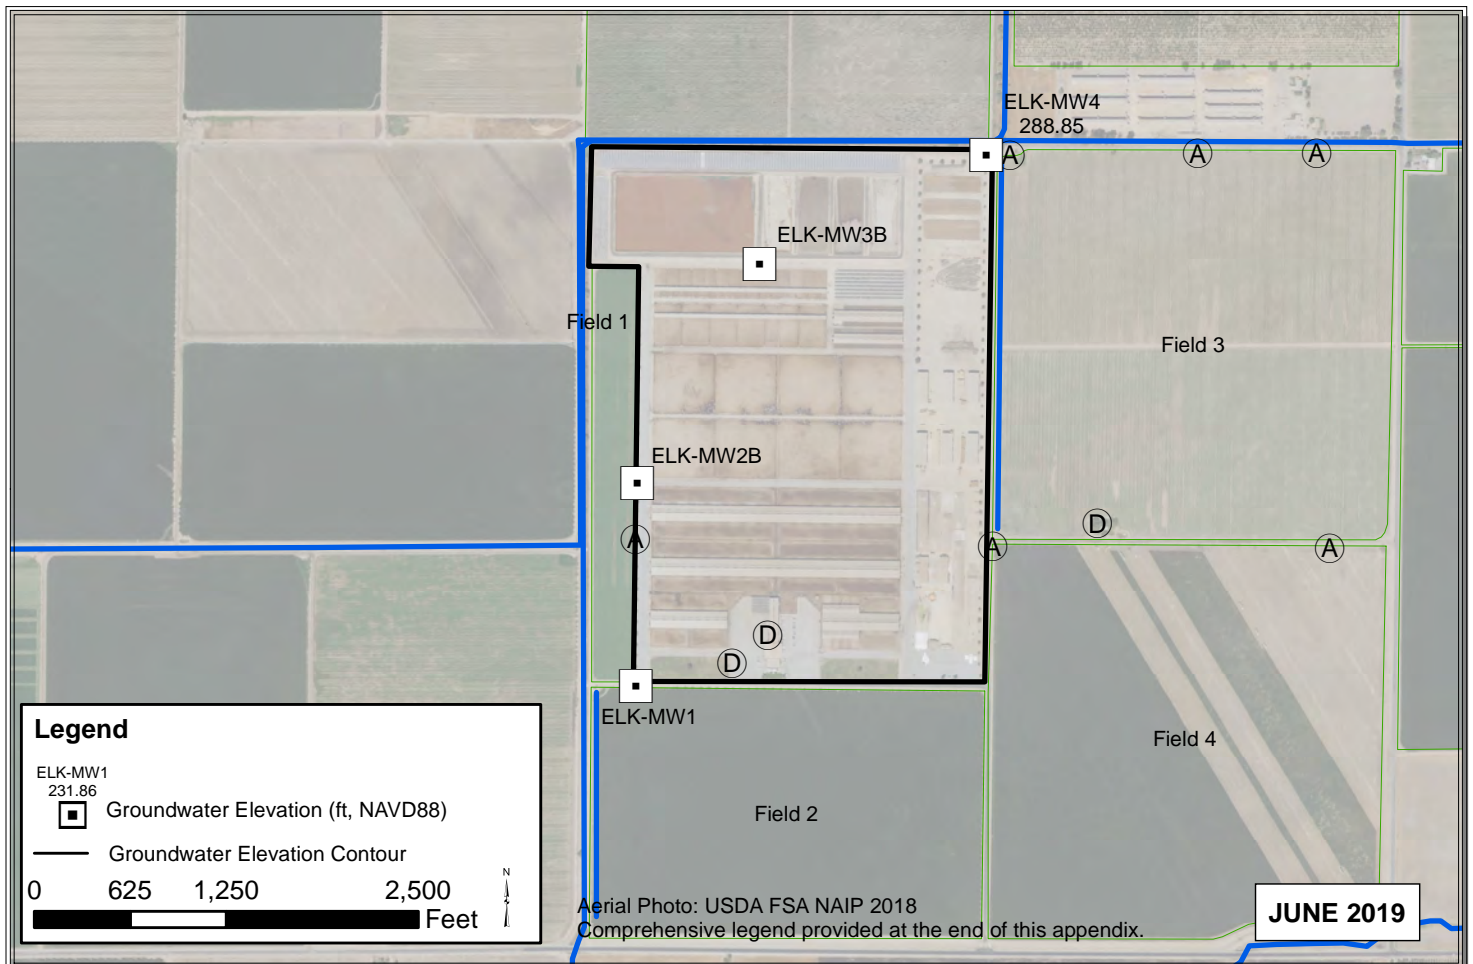 ELK-MW4
288.85
A
A
A
ELK-MW3B
Field 1
Field 3
ELK-MW2B
A
A
D
A
D
D
ELK-MW1
Field 4
Field 2
Legend
ELK-MW1
231.86
Groundwater Elevation (ft, NAVD88)
Groundwater Elevation Contour
0 625 1,250 2,500
Feet
N
Aerial Photo: USDA FSA NAIP 2018
Comprehensive legend provided at the end of this appendix.
JUNE 2019